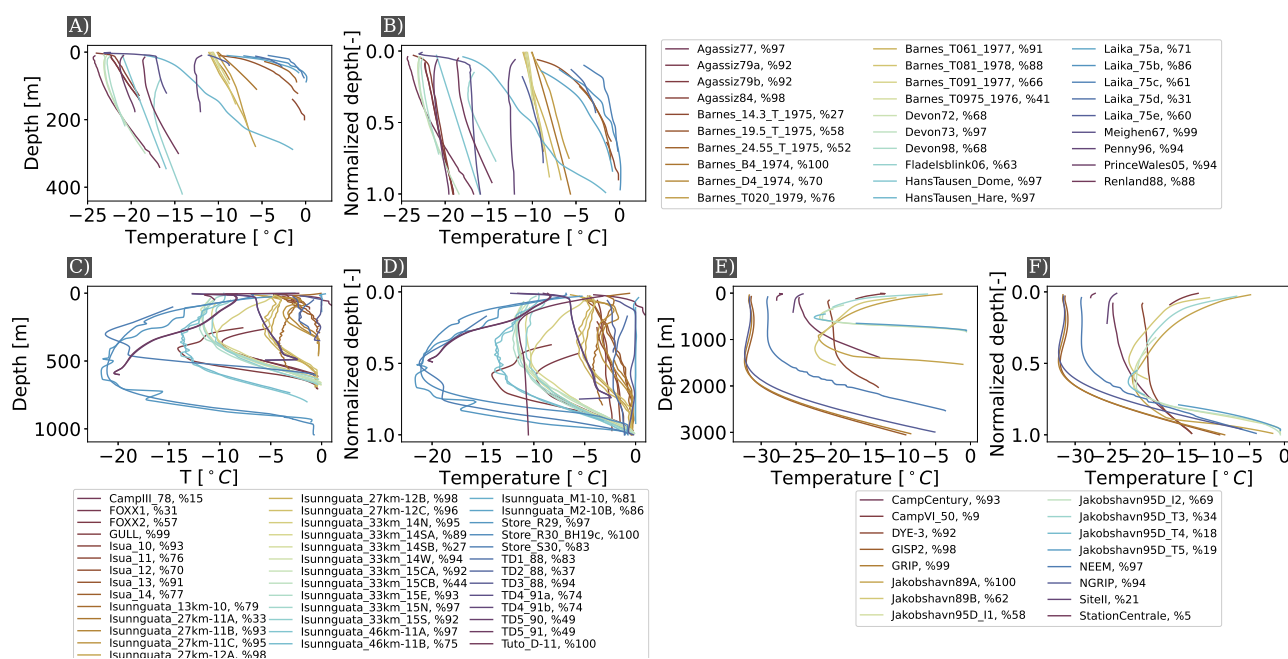 A)
B)
0
200
400
Depth [m]
−25 −20 −15 −10 −5 0
Temperature [°C]
0.0
0.5
1.0
Normalized depth[-]
−25 −20 −15 −10 −5 0
Temperature [°C]
Agassiz77, %97
Agassiz79a, %92
Agassiz79b, %92
Agassiz84, %98
Barnes_14.3_T_1975, %27
Barnes_19.5_T_1975, %58
Barnes_24.55_T_1975, %52
Barnes_B4_1974, %100
Barnes_D4_1974, %70
Barnes_T020_1979, %76
Barnes_T061_1977, %91
Barnes_T081_1978, %88
Barnes_T091_1977, %66
Barnes_T0975_1976, %41
Devon72, %68
Devon73, %97
Devon98, %68
FladeIsblink06, %63
HansTausen_Dome, %97
HansTausen_Hare, %97
Laika_75a, %71
Laika_75b, %86
Laika_75c, %61
Laika_75d, %31
Laika_75e, %60
Meighen67, %99
Penny96, %94
PrinceWales05, %94
Renland88, %88
C)
D)
E)
F)
0
500
1000
Depth [m]
−20 −15 −10 −5 0
T [°C]
0.0
0.5
1.0
Normalized depth [-]
−20 −15 −10 −5 0
Temperature [°C]
0
1000
2000
3000
Depth [m]
−30 −20 −10 0
Temperature [°C]
0.0
0.5
1.0
Normalized depth [-]
−30 −20 −10 0
Temperature [°C]
CampIII_78, %15
FOXX1, %31
FOXX2, %57
GULL, %99
Isua_10, %93
Isua_11, %76
Isua_12, %70
Isua_13, %91
Isua_14, %77
Isunnguata_13km-10, %79
Isunnguata_27km-11A, %33
Isunnguata_27km-11B, %93
Isunnguata_27km-11C, %95
Isunnguata_27km-12A, %98
Isunnguata_27km-12B, %98
Isunnguata_27km-12C, %96
Isunnguata_33km_14N, %95
Isunnguata_33km_14SA, %89
Isunnguata_33km_14SB, %27
Isunnguata_33km_14W, %94
Isunnguata_33km_15CA, %92
Isunnguata_33km_15CB, %44
Isunnguata_33km_15E, %93
Isunnguata_33km_15N, %97
Isunnguata_33km_15S, %92
Isunnguata_46km-11A, %97
Isunnguata_46km-11B, %75
Isunnguata_M1-10, %81
Isunnguata_M2-10B, %86
Store_R29, %97
Store_R30_BH19c, %100
Store_S30, %83
TD1_88, %83
TD2_88, %37
TD3_88, %94
TD4_91a, %74
TD4_91b, %74
TD5_90, %49
TD5_91, %49
Tuto_D-11, %100
CampCentury, %93
CampVI_50, %9
DYE-3, %92
GISP2, %98
GRIP, %99
Jakobshavn89A, %100
Jakobshavn89B, %62
Jakobshavn95D_I1, %58
Jakobshavn95D_I2, %69
Jakobshavn95D_T3, %34
Jakobshavn95D_T4, %18
Jakobshavn95D_T5, %19
NEEM, %97
NGRIP, %94
SiteII, %21
StationCentrale, %5